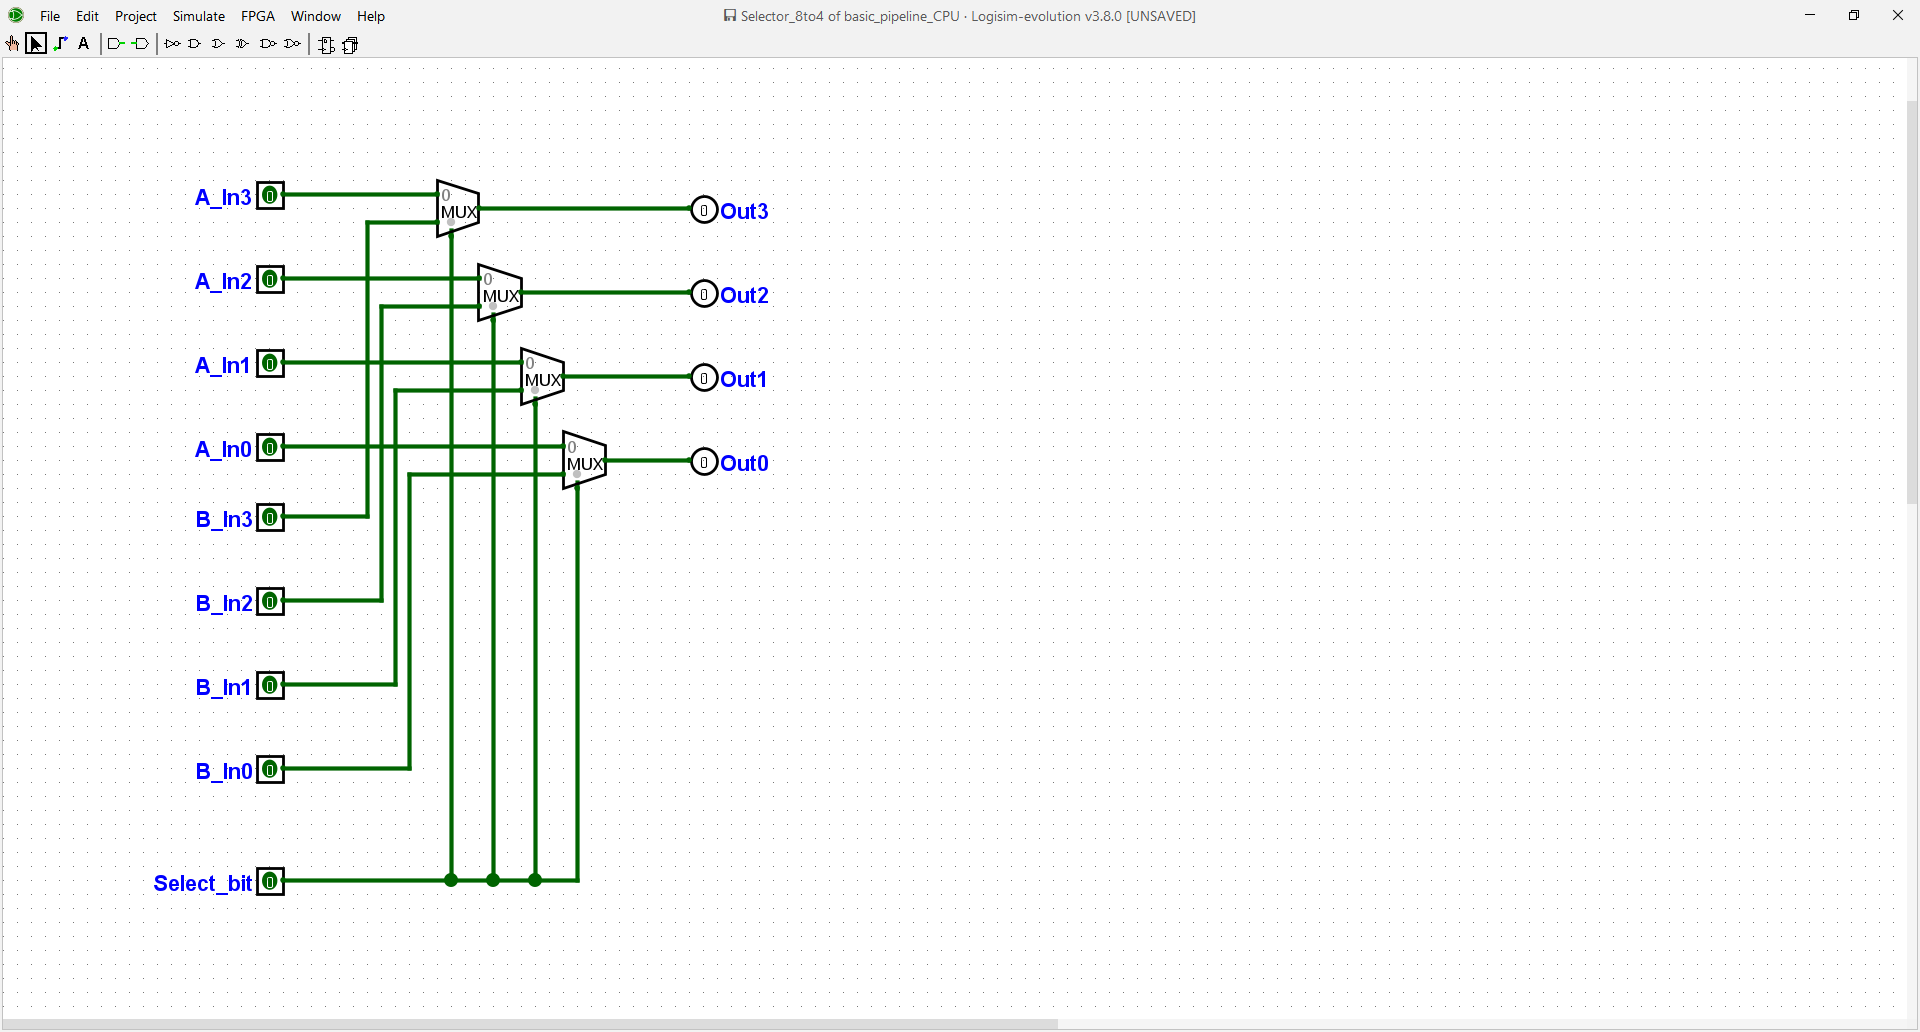 File Edit Project Simulate FPGA Window Help
Selector_8to4 of basic_pipeline_CPU · Logisim-evolution v3.8.0 [UNSAVED]
A
A_In3 0 0 MUX 0 Out3
A_In2 0 0 MUX 0 Out2
A_In1 0 0 MUX 0 Out1
A_In0 0 0 MUX 0 Out0
B_In3 0
B_In2 0
B_In1 0
B_In0 0
Select_bit 0